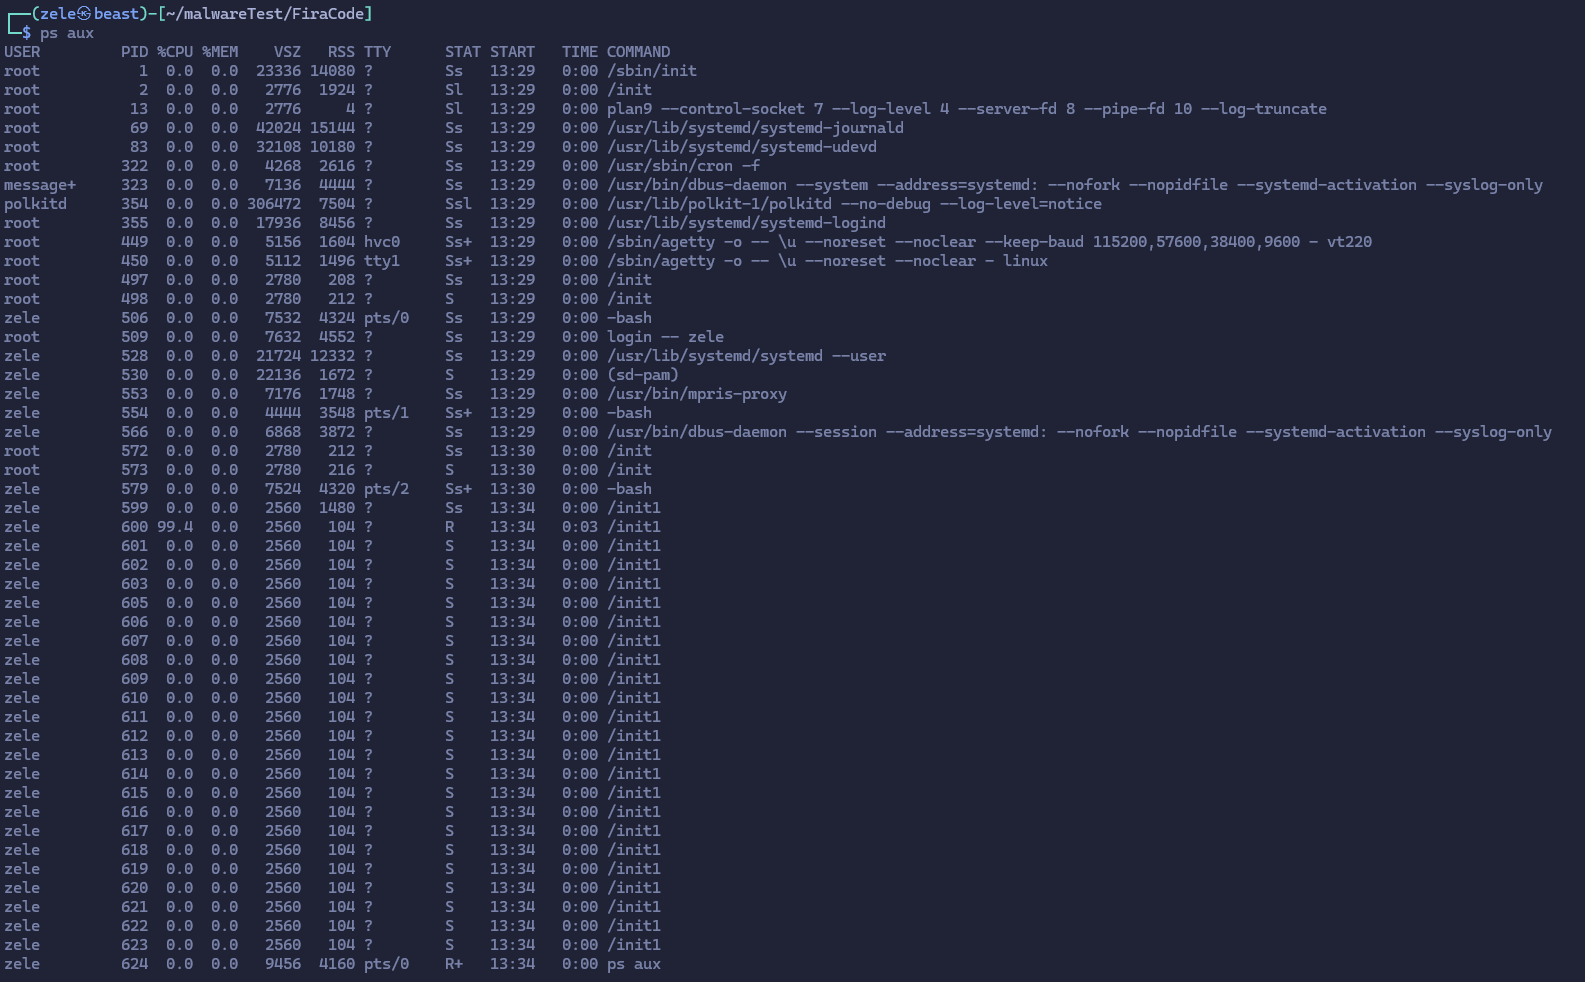 ┌──(zele㉿beast)-[~/malwareTest/FiraCode]
└─$ ps aux
USER         PID %CPU %MEM    VSZ   RSS TTY      STAT START   TIME COMMAND
root           1  0.0  0.0  23336 14080 ?        Ss   13:29   0:00 /sbin/init
root           2  0.0  0.0   2776  1924 ?        Sl   13:29   0:00 /init
root          13  0.0  0.0   2776     4 ?        Sl   13:29   0:00 plan9 --control-socket 7 --log-level 4 --server-fd 8 --pipe-fd 10 --log-truncate
root          69  0.0  0.0  42024 15144 ?        Ss   13:29   0:00 /usr/lib/systemd/systemd-journald
root          83  0.0  0.0  32108 10180 ?        Ss   13:29   0:00 /usr/lib/systemd/systemd-udevd
root         322  0.0  0.0   4268  2616 ?        Ss   13:29   0:00 /usr/sbin/cron -f
message+     323  0.0  0.0   7136  4444 ?        Ss   13:29   0:00 /usr/bin/dbus-daemon --system --address=systemd: --nofork --nopidfile --systemd-activation --syslog-only
polkitd      354  0.0  0.0 306472  7504 ?        Ssl  13:29   0:00 /usr/lib/polkit-1/polkitd --no-debug --log-level=notice
root         355  0.0  0.0  17936  8456 ?        Ss   13:29   0:00 /usr/lib/systemd/systemd-logind
root         449  0.0  0.0   5156  1604 hvc0     Ss+  13:29   0:00 /sbin/agetty -o -- \u --noreset --noclear --keep-baud 115200,57600,38400,9600 - vt220
root         450  0.0  0.0   5112  1496 tty1     Ss+  13:29   0:00 /sbin/agetty -o -- \u --noreset --noclear - linux
root         497  0.0  0.0   2780   208 ?        Ss   13:29   0:00 /init
root         498  0.0  0.0   2780   212 ?        S    13:29   0:00 /init
zele         506  0.0  0.0   7532  4324 pts/0    Ss   13:29   0:00 -bash
root         509  0.0  0.0   7632  4552 ?        Ss   13:29   0:00 login -- zele
zele         528  0.0  0.0  21724 12332 ?        Ss   13:29   0:00 /usr/lib/systemd/systemd --user
zele         530  0.0  0.0  22136  1672 ?        S    13:29   0:00 (sd-pam)
zele         553  0.0  0.0   7176  1748 ?        Ss   13:29   0:00 /usr/bin/mpris-proxy
zele         554  0.0  0.0   4444  3548 pts/1    Ss+  13:29   0:00 -bash
zele         566  0.0  0.0   6868  3872 ?        Ss   13:29   0:00 /usr/bin/dbus-daemon --session --address=systemd: --nofork --nopidfile --systemd-activation --syslog-only
root         572  0.0  0.0   2780   212 ?        Ss   13:30   0:00 /init
root         573  0.0  0.0   2780   216 ?        S    13:30   0:00 /init
zele         579  0.0  0.0   7524  4320 pts/2    Ss+  13:30   0:00 -bash
zele         599  0.0  0.0   2560  1480 ?        Ss   13:34   0:00 /init1
zele         600 99.4  0.0   2560   104 ?        R    13:34   0:03 /init1
zele         601  0.0  0.0   2560   104 ?        S    13:34   0:00 /init1
zele         602  0.0  0.0   2560   104 ?        S    13:34   0:00 /init1
zele         603  0.0  0.0   2560   104 ?        S    13:34   0:00 /init1
zele         605  0.0  0.0   2560   104 ?        S    13:34   0:00 /init1
zele         606  0.0  0.0   2560   104 ?        S    13:34   0:00 /init1
zele         607  0.0  0.0   2560   104 ?        S    13:34   0:00 /init1
zele         608  0.0  0.0   2560   104 ?        S    13:34   0:00 /init1
zele         609  0.0  0.0   2560   104 ?        S    13:34   0:00 /init1
zele         610  0.0  0.0   2560   104 ?        S    13:34   0:00 /init1
zele         611  0.0  0.0   2560   104 ?        S    13:34   0:00 /init1
zele         612  0.0  0.0   2560   104 ?        S    13:34   0:00 /init1
zele         613  0.0  0.0   2560   104 ?        S    13:34   0:00 /init1
zele         614  0.0  0.0   2560   104 ?        S    13:34   0:00 /init1
zele         615  0.0  0.0   2560   104 ?        S    13:34   0:00 /init1
zele         616  0.0  0.0   2560   104 ?        S    13:34   0:00 /init1
zele         617  0.0  0.0   2560   104 ?        S    13:34   0:00 /init1
zele         618  0.0  0.0   2560   104 ?        S    13:34   0:00 /init1
zele         619  0.0  0.0   2560   104 ?        S    13:34   0:00 /init1
zele         620  0.0  0.0   2560   104 ?        S    13:34   0:00 /init1
zele         621  0.0  0.0   2560   104 ?        S    13:34   0:00 /init1
zele         622  0.0  0.0   2560   104 ?        S    13:34   0:00 /init1
zele         623  0.0  0.0   2560   104 ?        S    13:34   0:00 /init1
zele         624  0.0  0.0   9456  4160 pts/0    R+   13:34   0:00 ps aux